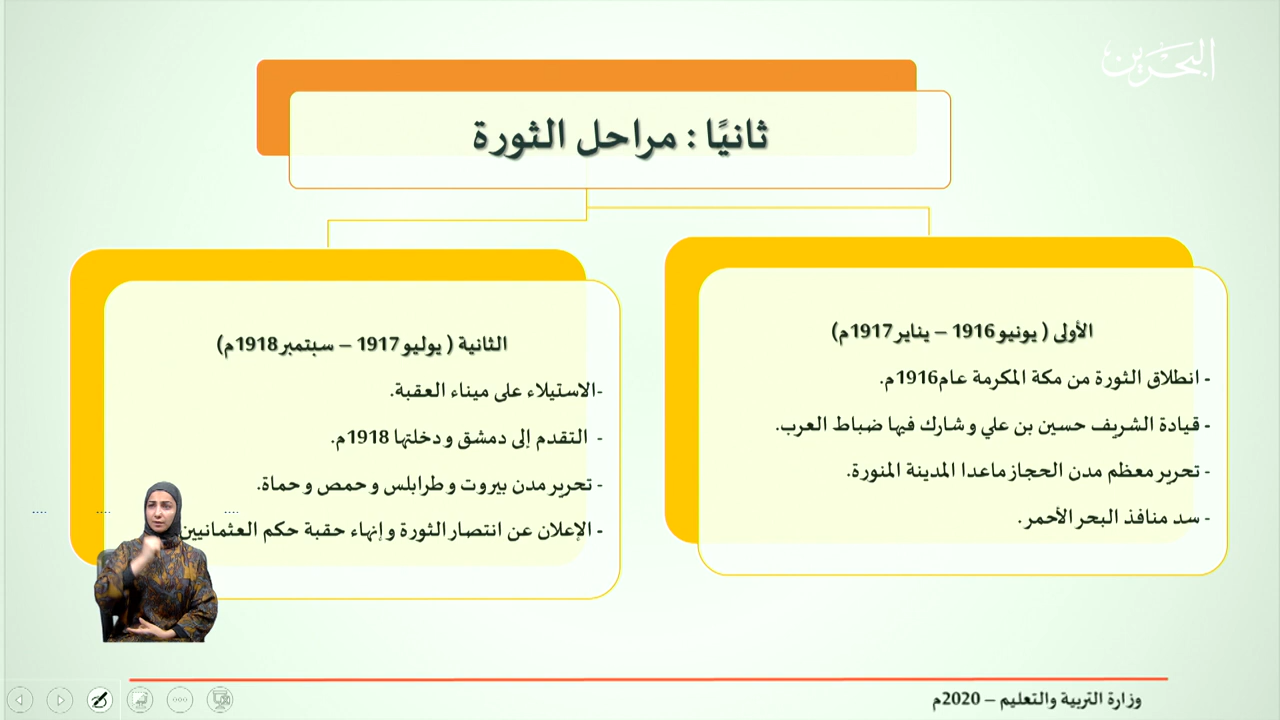 البحرين
ثانيًا : مراحل الثورة
الأولى ( يونيو 1916 – يناير 1917م)
- انطلاق الثورة من مكة المكرمة عام1916م.
- قيادة الشريف حسين بن علي و شارك فيها ضباط العرب.
- تحرير معظم مدن الحجاز ماعدا المدينة المنورة.
- سد منافذ البحر الأحمر.
الثانية ( يوليو 1917 – سبتمبر 1918م)
-الاستيلاء على ميناء العقبة.
- التقدم إلى دمشق و دخلتها 1918م.
- تحرير مدن بيروت و طرابلس و حمص و حماة.
- الإعلان عن انتصار الثورة و إنهاء حقبة حكم العثمانيين
وزارة التربية والتعليم – 2020م